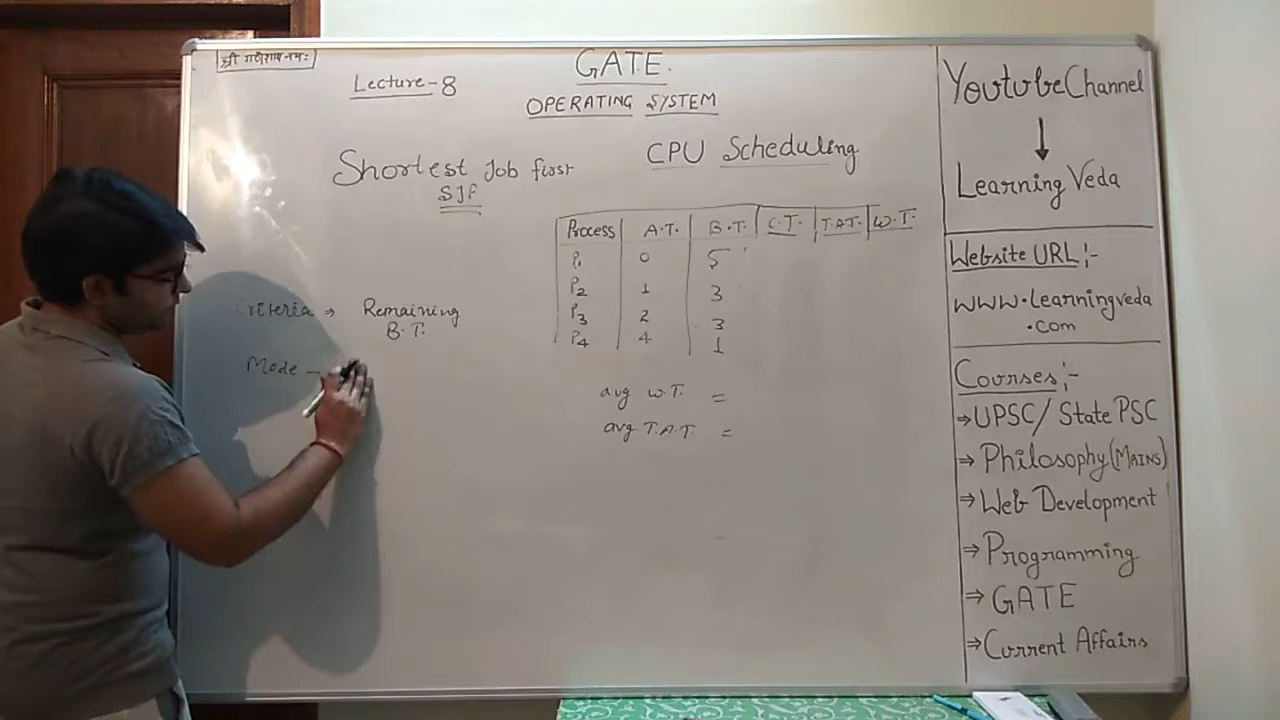 श्री गणेशाय नमः
Lecture-8
GATE.
OPERATING SYSTEM
CPU Scheduling
Shortest Job first
SJF
Criteria ⇒ Remaining
B.T.
Mode —
Process A.T. B.T. C.T. T.A.T. W.T.
P1 0 5
P2 1 3
P3 2 3
P4 4 1
avg W.T. =
avg T.A.T. =
Youtube Channel
↓
Learning Veda
Website URL :-
www.learningveda
.com
Courses :-
⇒ UPSC/ State PSC
⇒ Philosophy (MAINS)
⇒ Web Development
⇒ Programming
⇒ GATE
⇒ Current Affairs